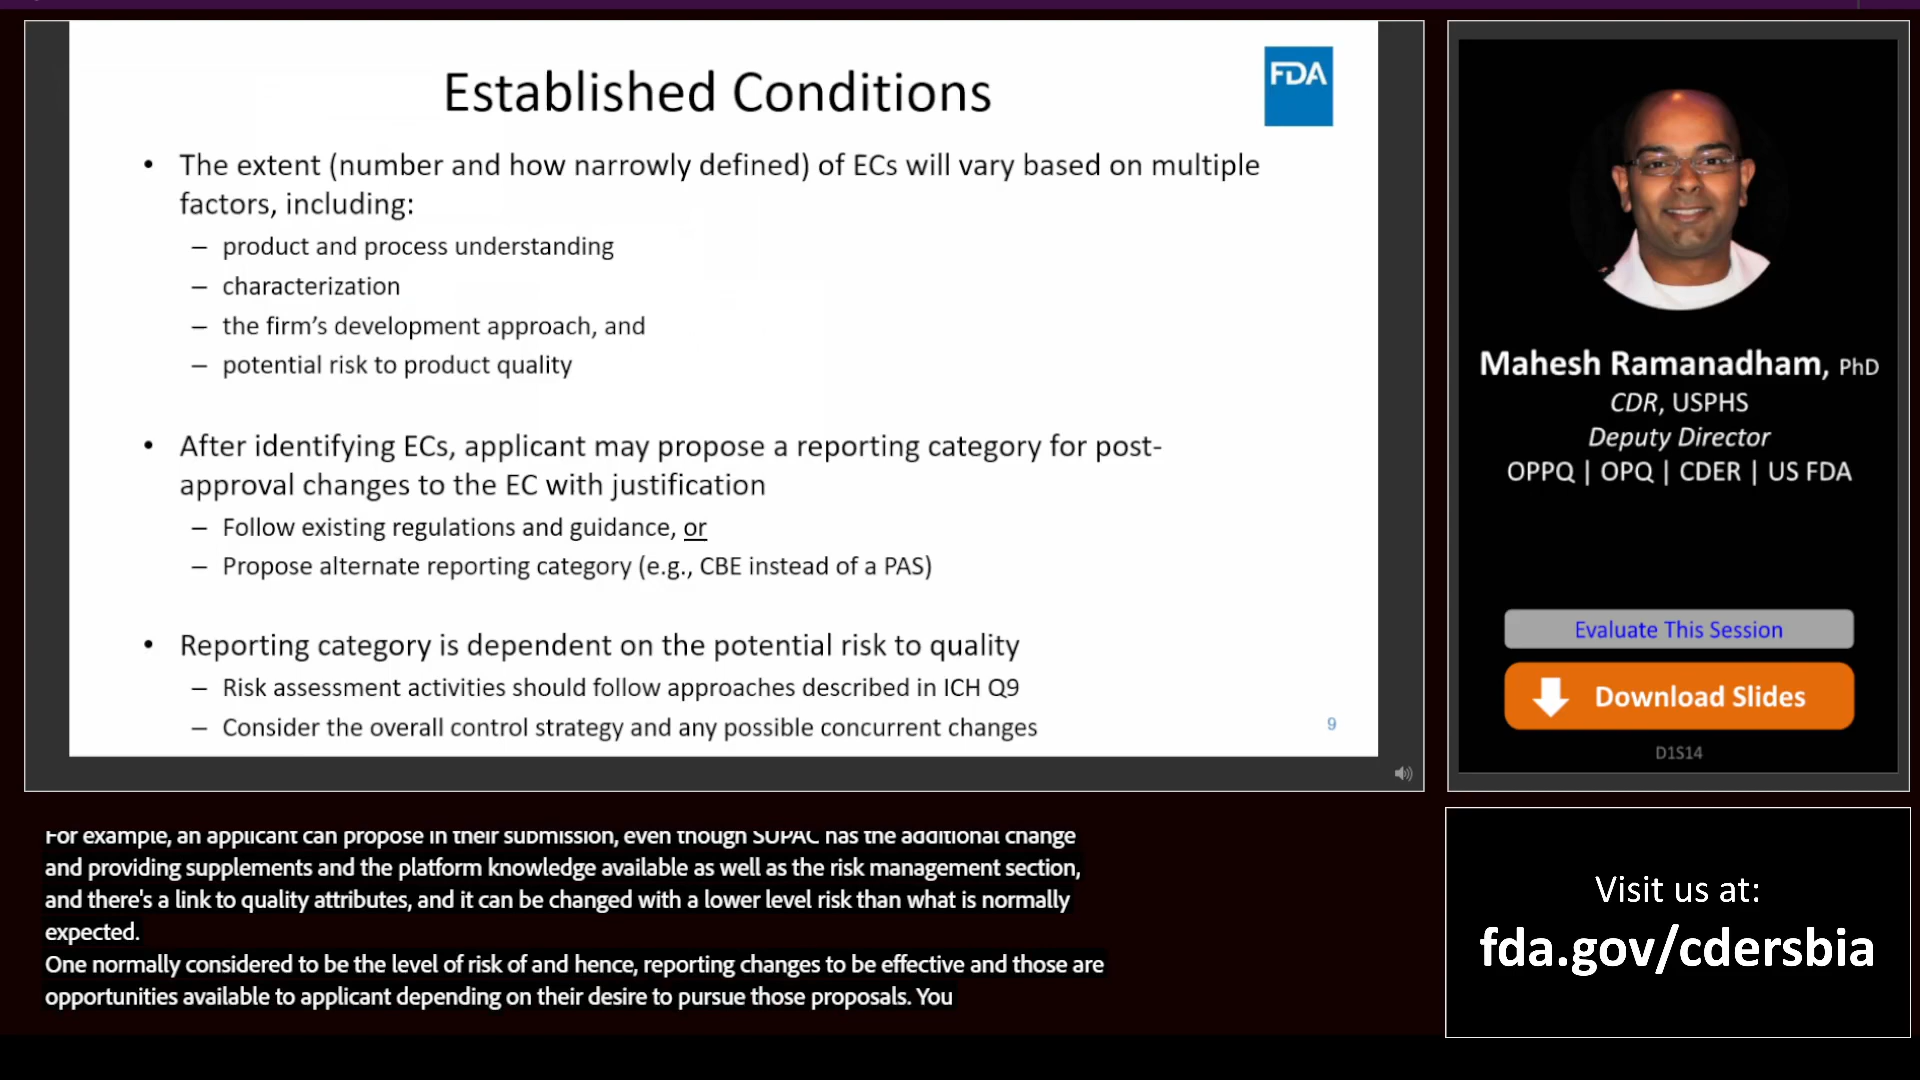 Established Conditions
FDA
• The extent (number and how narrowly defined) of ECs will vary based on multiple
factors, including:
– product and process understanding
– characterization
– the firm's development approach, and
– potential risk to product quality
• After identifying ECs, applicant may propose a reporting category for post-
approval changes to the EC with justification
– Follow existing regulations and guidance, or
– Propose alternate reporting category (e.g., CBE instead of a PAS)
• Reporting category is dependent on the potential risk to quality
– Risk assessment activities should follow approaches described in ICH Q9
– Consider the overall control strategy and any possible concurrent changes
9
Mahesh Ramanadham, PhD
CDR, USPHS
Deputy Director
OPPQ | OPQ | CDER | US FDA
Evaluate This Session
Download Slides
D1S14
For example, an applicant can propose in their submission, even though SUPAC has the additional change
and providing supplements and the platform knowledge available as well as the risk management section,
and there's a link to quality attributes, and it can be changed with a lower level risk than what is normally
expected.
One normally considered to be the level of risk of and hence, reporting changes to be effective and those are
opportunities available to applicant depending on their desire to pursue those proposals. You
Visit us at:
fda.gov/cdersbia